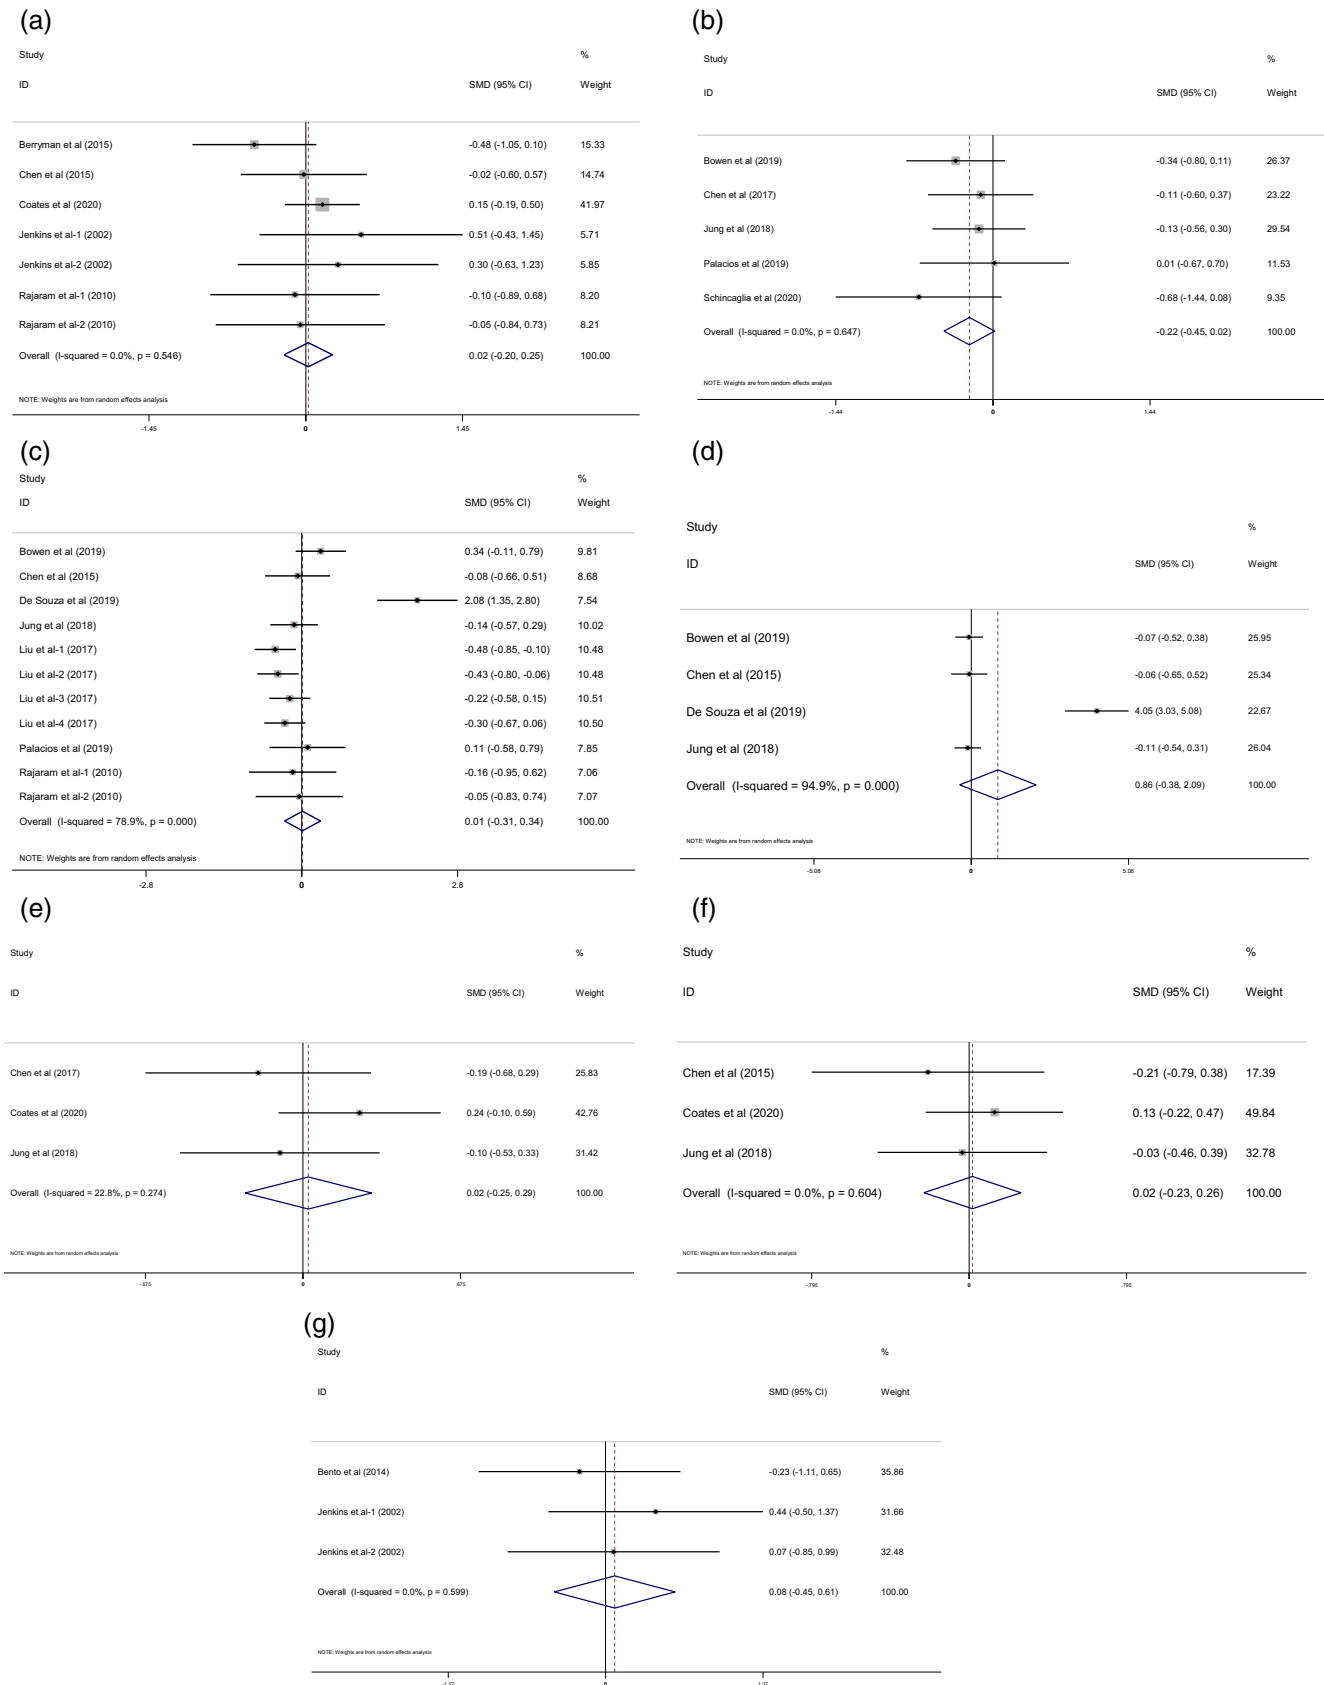 (a)
Study %
ID SMD (95% CI) Weight
Berryman et al (2015) -0.48 (-1.05, 0.10) 15.33
Chen et al (2015) -0.02 (-0.60, 0.57) 14.74
Coates et al (2020) 0.15 (-0.19, 0.50) 41.97
Jenkins et al-1 (2002) 0.51 (-0.43, 1.45) 5.71
Jenkins et al-2 (2002) 0.30 (-0.63, 1.23) 5.85
Rajaram et al-1 (2010) -0.10 (-0.89, 0.68) 8.20
Rajaram et al-2 (2010) -0.05 (-0.84, 0.73) 8.21
Overall (I-squared = 0.0%, p = 0.546) 0.02 (-0.20, 0.25) 100.00
NOTE: Weights are from random effects analysis
-1.45 0 1.45
(b)
Study %
ID SMD (95% CI) Weight
Bowen et al (2019) -0.34 (-0.80, 0.11) 26.37
Chen et al (2017) -0.11 (-0.60, 0.37) 23.22
Jung et al (2018) -0.13 (-0.56, 0.30) 29.54
Palacios et al (2019) 0.01 (-0.67, 0.70) 11.53
Schincaglia et al (2020) -0.68 (-1.44, 0.08) 9.35
Overall (I-squared = 0.0%, p = 0.647) -0.22 (-0.45, 0.02) 100.00
NOTE: Weights are from random effects analysis
-1.44 0 1.44
(c)
Study %
ID SMD (95% CI) Weight
Bowen et al (2019) 0.34 (-0.11, 0.79) 9.81
Chen et al (2015) -0.08 (-0.66, 0.51) 8.68
De Souza et al (2019) 2.08 (1.35, 2.80) 7.54
Jung et al (2018) -0.14 (-0.57, 0.29) 10.02
Liu et al-1 (2017) -0.48 (-0.85, -0.10) 10.48
Liu et al-2 (2017) -0.43 (-0.80, -0.06) 10.48
Liu et al-3 (2017) -0.22 (-0.58, 0.15) 10.51
Liu et al-4 (2017) -0.30 (-0.67, 0.06) 10.50
Palacios et al (2019) 0.11 (-0.58, 0.79) 7.85
Rajaram et al-1 (2010) -0.16 (-0.95, 0.62) 7.06
Rajaram et al-2 (2010) -0.05 (-0.83, 0.74) 7.07
Overall (I-squared = 78.9%, p = 0.000) 0.01 (-0.31, 0.34) 100.00
NOTE: Weights are from random effects analysis
-2.8 0 2.8
(d)
Study %
ID SMD (95% CI) Weight
Bowen et al (2019) -0.07 (-0.52, 0.38) 25.95
Chen et al (2015) -0.06 (-0.65, 0.52) 25.34
De Souza et al (2019) 4.05 (3.03, 5.08) 22.67
Jung et al (2018) -0.11 (-0.54, 0.31) 26.04
Overall (I-squared = 94.9%, p = 0.000) 0.86 (-0.38, 2.09) 100.00
NOTE: Weights are from random effects analysis
-5.08 0 5.08
(e)
Study %
ID SMD (95% CI) Weight
Chen et al (2017) -0.19 (-0.68, 0.29) 25.83
Coates et al (2020) 0.24 (-0.10, 0.59) 42.76
Jung et al (2018) -0.10 (-0.53, 0.33) 31.42
Overall (I-squared = 22.8%, p = 0.274) 0.02 (-0.25, 0.29) 100.00
NOTE: Weights are from random effects analysis
-.675 0 .675
(f)
Study %
ID SMD (95% CI) Weight
Chen et al (2015) -0.21 (-0.79, 0.38) 17.39
Coates et al (2020) 0.13 (-0.22, 0.47) 49.84
Jung et al (2018) -0.03 (-0.46, 0.39) 32.78
Overall (I-squared = 0.0%, p = 0.604) 0.02 (-0.23, 0.26) 100.00
NOTE: Weights are from random effects analysis
-.795 0 .795
(g)
Study %
ID SMD (95% CI) Weight
Bento et al (2014) -0.23 (-1.11, 0.65) 35.86
Jenkins et al-1 (2002) 0.44 (-0.50, 1.37) 31.66
Jenkins et al-2 (2002) 0.07 (-0.85, 0.99) 32.48
Overall (I-squared = 0.0%, p = 0.599) 0.08 (-0.45, 0.61) 100.00
NOTE: Weights are from random effects analysis
-1.37 0 1.37